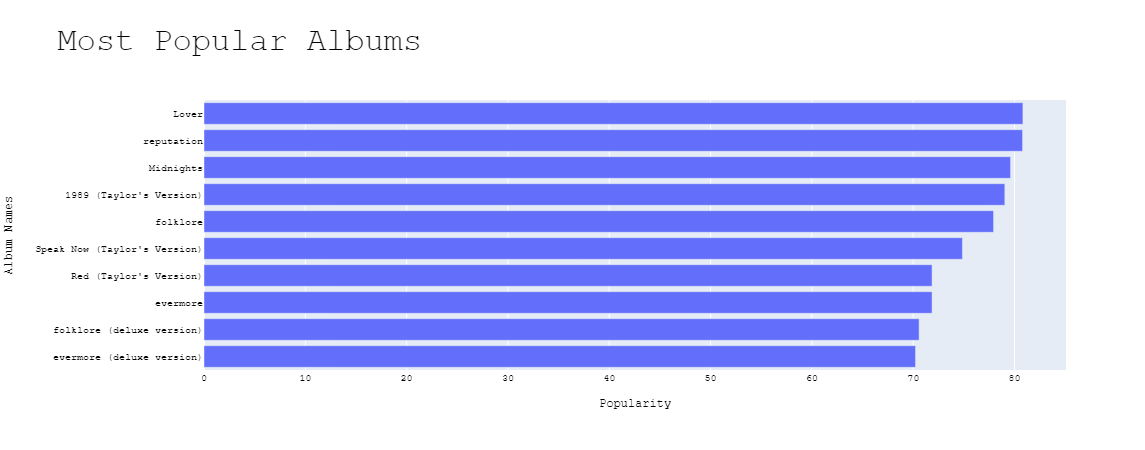 Most Popular Albums
Album Names
Lover
reputation
Midnights
1989 (Taylor's Version)
folklore
Speak Now (Taylor's Version)
Red (Taylor's Version)
evermore
folklore (deluxe version)
evermore (deluxe version)
0 10 20 30 40 50 60 70 80
Popularity